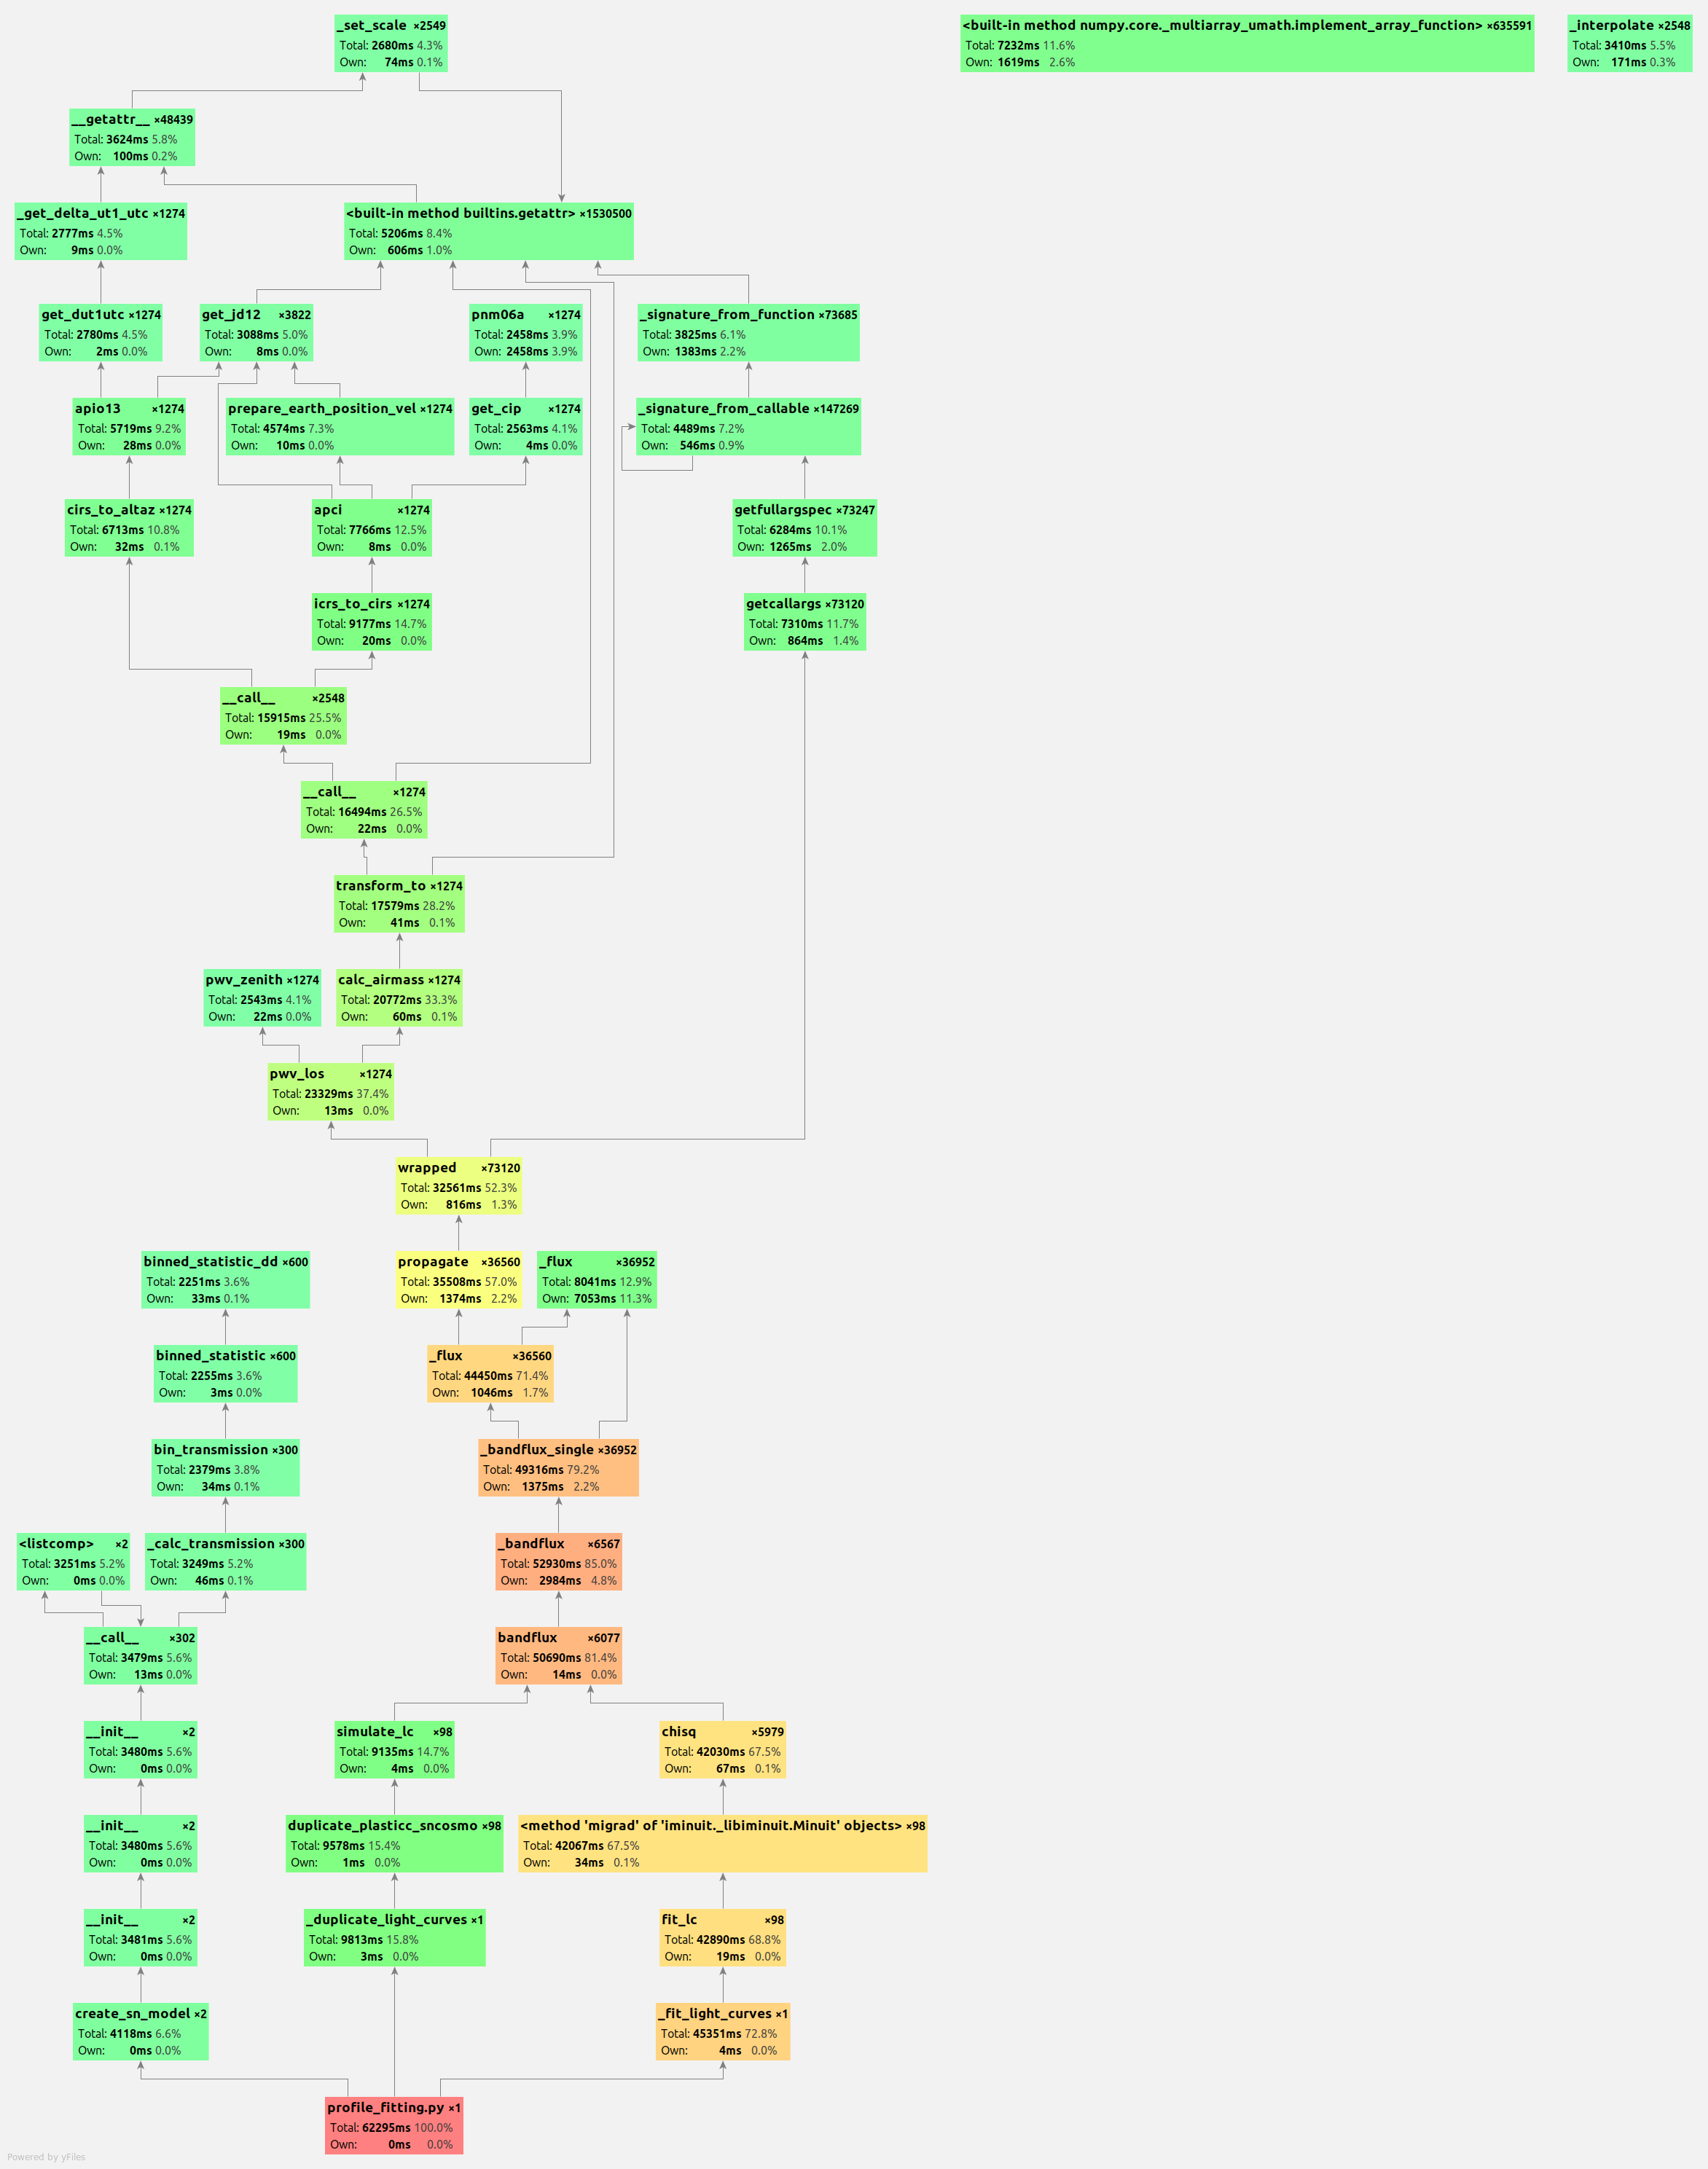 _set_scale ×2549
Total: 2680ms 4.3%
Own: 74ms 0.1%
<built-in method numpy.core._multiarray_umath.implement_array_function> ×635591
Total: 7232ms 11.6%
Own: 1619ms 2.6%
_interpolate ×2548
Total: 3410ms 5.5%
Own: 171ms 0.3%
__getattr__ ×48439
Total: 3624ms 5.8%
Own: 100ms 0.2%
_get_delta_ut1_utc ×1274
Total: 2777ms 4.5%
Own: 9ms 0.0%
<built-in method builtins.getattr> ×1530500
Total: 5206ms 8.4%
Own: 606ms 1.0%
get_dut1utc ×1274
Total: 2780ms 4.5%
Own: 2ms 0.0%
get_jd12 ×3822
Total: 3088ms 5.0%
Own: 8ms 0.0%
pnm06a ×1274
Total: 2458ms 3.9%
Own: 2458ms 3.9%
_signature_from_function ×73685
Total: 3825ms 6.1%
Own: 1383ms 2.2%
apio13 ×1274
Total: 5719ms 9.2%
Own: 28ms 0.0%
prepare_earth_position_vel ×1274
Total: 4574ms 7.3%
Own: 10ms 0.0%
get_cip ×1274
Total: 2563ms 4.1%
Own: 4ms 0.0%
_signature_from_callable ×147269
Total: 4489ms 7.2%
Own: 546ms 0.9%
cirs_to_altaz ×1274
Total: 6713ms 10.8%
Own: 32ms 0.1%
apci ×1274
Total: 7766ms 12.5%
Own: 8ms 0.0%
getfullargspec ×73247
Total: 6284ms 10.1%
Own: 1265ms 2.0%
icrs_to_cirs ×1274
Total: 9177ms 14.7%
Own: 20ms 0.0%
getcallargs ×73120
Total: 7310ms 11.7%
Own: 864ms 1.4%
__call__ ×2548
Total: 15915ms 25.5%
Own: 19ms 0.0%
__call__ ×1274
Total: 16494ms 26.5%
Own: 22ms 0.0%
transform_to ×1274
Total: 17579ms 28.2%
Own: 41ms 0.1%
pwv_zenith ×1274
Total: 2543ms 4.1%
Own: 22ms 0.0%
calc_airmass ×1274
Total: 20772ms 33.3%
Own: 60ms 0.1%
pwv_los ×1274
Total: 23329ms 37.4%
Own: 13ms 0.0%
wrapped ×73120
Total: 32561ms 52.3%
Own: 816ms 1.3%
binned_statistic_dd ×600
Total: 2251ms 3.6%
Own: 33ms 0.1%
propagate ×36560
Total: 35508ms 57.0%
Own: 1374ms 2.2%
_flux ×36952
Total: 8041ms 12.9%
Own: 7053ms 11.3%
binned_statistic ×600
Total: 2255ms 3.6%
Own: 3ms 0.0%
_flux ×36560
Total: 44450ms 71.4%
Own: 1046ms 1.7%
bin_transmission ×300
Total: 2379ms 3.8%
Own: 34ms 0.1%
_bandflux_single ×36952
Total: 49316ms 79.2%
Own: 1375ms 2.2%
<listcomp> ×2
Total: 3251ms 5.2%
Own: 0ms 0.0%
_calc_transmission ×300
Total: 3249ms 5.2%
Own: 46ms 0.1%
_bandflux ×6567
Total: 52930ms 85.0%
Own: 2984ms 4.8%
__call__ ×302
Total: 3479ms 5.6%
Own: 13ms 0.0%
bandflux ×6077
Total: 50690ms 81.4%
Own: 14ms 0.0%
__init__ ×2
Total: 3480ms 5.6%
Own: 0ms 0.0%
simulate_lc ×98
Total: 9135ms 14.7%
Own: 4ms 0.0%
chisq ×5979
Total: 42030ms 67.5%
Own: 67ms 0.1%
__init__ ×2
Total: 3480ms 5.6%
Own: 0ms 0.0%
duplicate_plasticc_sncosmo ×98
Total: 9578ms 15.4%
Own: 1ms 0.0%
<method 'migrad' of 'iminuit._libiminuit.Minuit' objects> ×98
Total: 42067ms 67.5%
Own: 34ms 0.1%
__init__ ×2
Total: 3481ms 5.6%
Own: 0ms 0.0%
_duplicate_light_curves ×1
Total: 9813ms 15.8%
Own: 3ms 0.0%
fit_lc ×98
Total: 42890ms 68.8%
Own: 19ms 0.0%
create_sn_model ×2
Total: 4118ms 6.6%
Own: 0ms 0.0%
_fit_light_curves ×1
Total: 45351ms 72.8%
Own: 4ms 0.0%
profile_fitting.py ×1
Total: 62295ms 100.0%
Own: 0ms 0.0%
Powered by yFiles